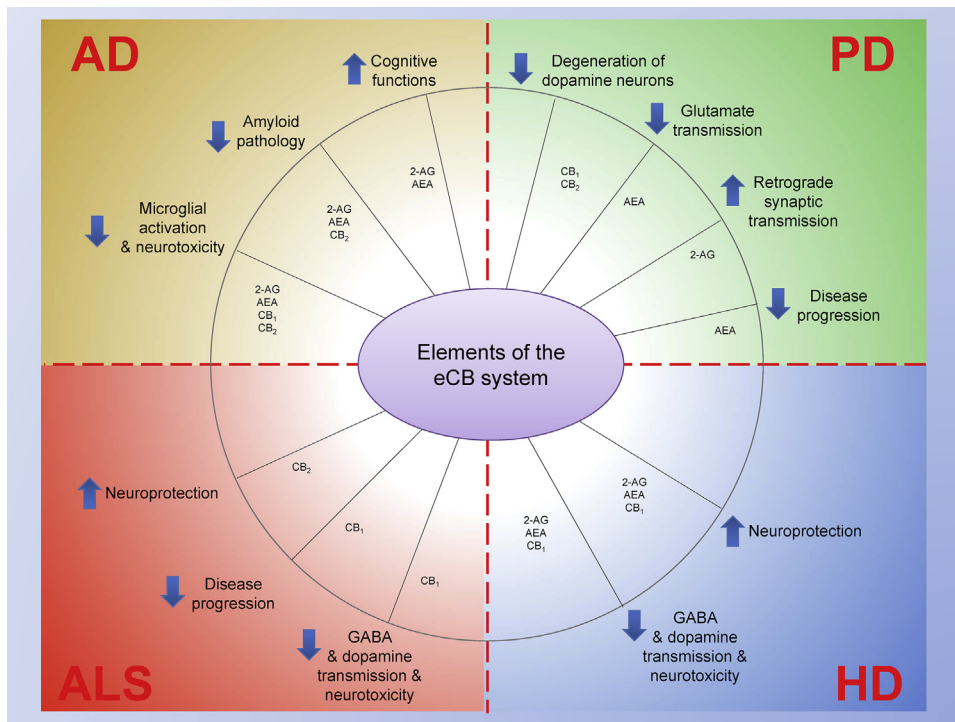 AD
Cognitive
functions
Amyloid
pathology
Microglial
activation
& neurotoxicity
2-AG
AEA
2-AG
AEA
CB₂
2-AG
AEA
CB₁
CB₂
PD
Degeneration of
dopamine neurons
Glutamate
transmission
Retrograde
synaptic
transmission
Disease
progression
CB₁
CB₂
AEA
2-AG
AEA
Elements of the
eCB system
ALS
Neuroprotection
Disease
progression
GABA
& dopamine
transmission &
neurotoxicity
CB₂
CB₁
CB₁
HD
Neuroprotection
GABA
& dopamine
transmission &
neurotoxicity
2-AG
AEA
CB₁
2-AG
AEA
CB₁